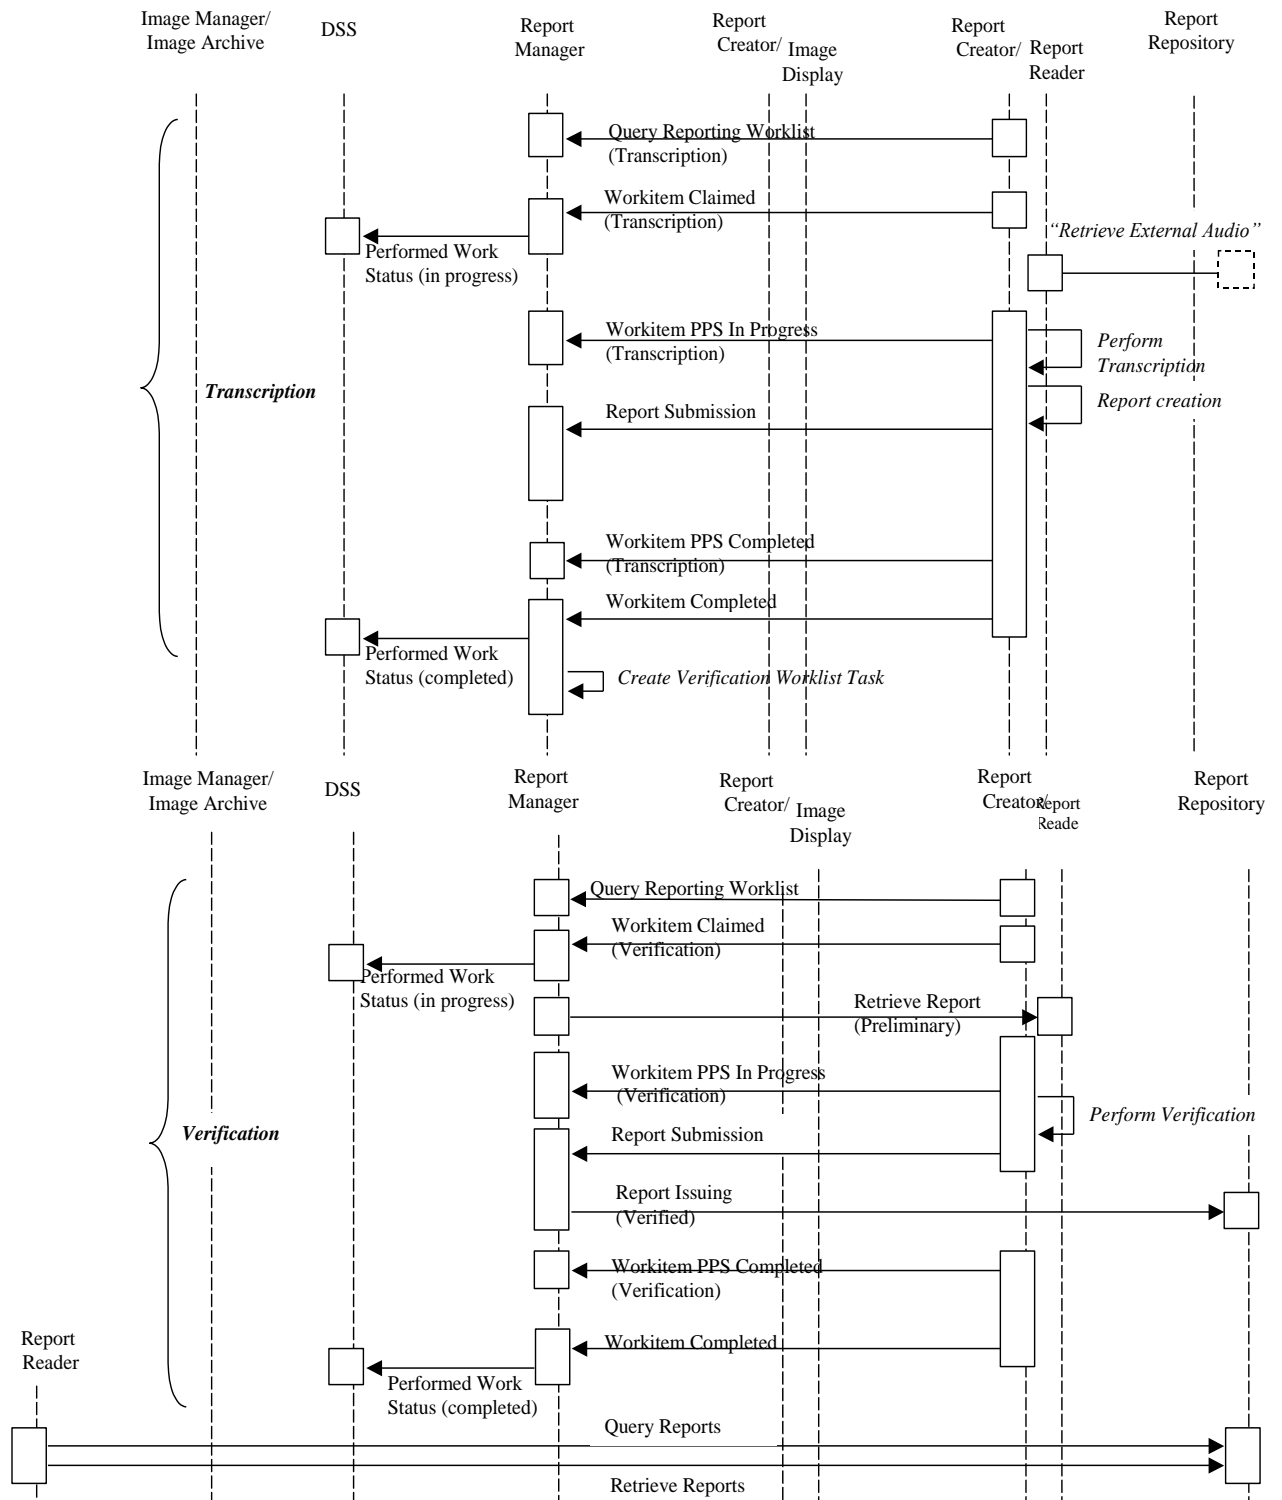 Image Manager/
Image Archive
DSS
Report
Manager
Report
Creator/
Image
Display
Report
Creator/
Report
Reader
Report
Repository
Query Reporting Worklist
(Transcription)
Workitem Claimed
(Transcription)
Performed Work
Status (in progress)
“Retrieve External Audio”
Workitem PPS In Progress
(Transcription)
Perform
Transcription
Transcription
Report creation
Report Submission
Workitem PPS Completed
(Transcription)
Workitem Completed
Performed Work
Status (completed)
Create Verification Worklist Task
Image Manager/
Image Archive
DSS
Report
Manager
Report
Creator/
Image
Display
Report
Creator/
Report
Reade
Report
Repository
Query Reporting Worklist
Workitem Claimed
(Verification)
Performed Work
Status (in progress)
Retrieve Report
(Preliminary)
Workitem PPS In Progress
(Verification)
Perform Verification
Verification
Report Submission
Report Issuing
(Verified)
Workitem PPS Completed
(Verification)
Report
Reader
Workitem Completed
Performed Work
Status (completed)
Query Reports
Retrieve Reports